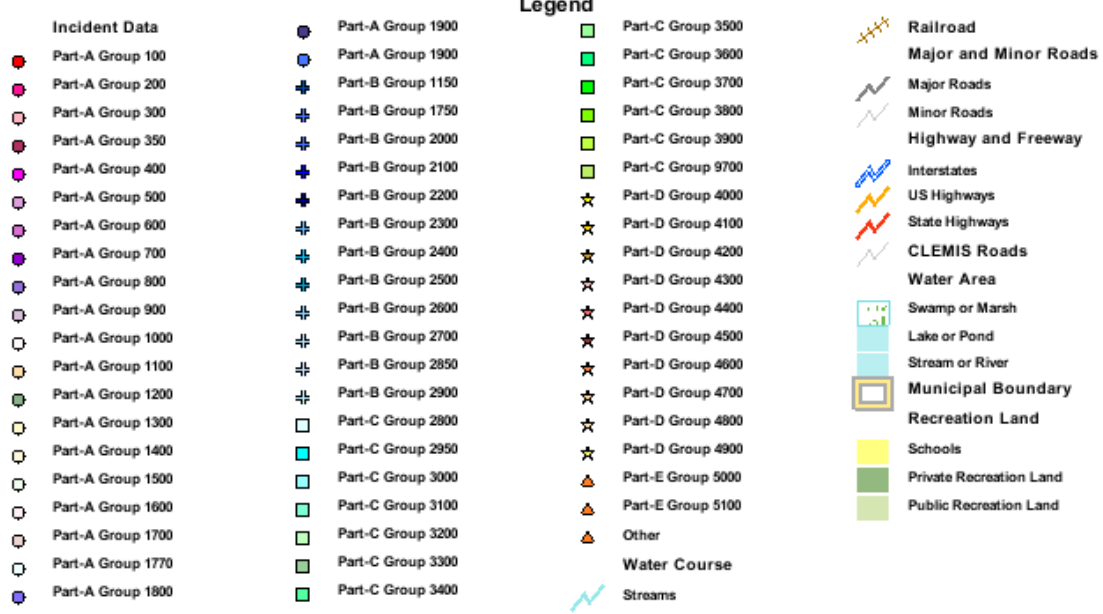 Legend
Incident Data
Part-A Group 100
Part-A Group 200
Part-A Group 300
Part-A Group 350
Part-A Group 400
Part-A Group 500
Part-A Group 600
Part-A Group 700
Part-A Group 800
Part-A Group 900
Part-A Group 1000
Part-A Group 1100
Part-A Group 1200
Part-A Group 1300
Part-A Group 1400
Part-A Group 1500
Part-A Group 1600
Part-A Group 1700
Part-A Group 1770
Part-A Group 1800
Part-A Group 1900
Part-A Group 1900
Part-B Group 1150
Part-B Group 1750
Part-B Group 2000
Part-B Group 2100
Part-B Group 2200
Part-B Group 2300
Part-B Group 2400
Part-B Group 2500
Part-B Group 2600
Part-B Group 2700
Part-B Group 2850
Part-B Group 2900
Part-C Group 2800
Part-C Group 2950
Part-C Group 3000
Part-C Group 3100
Part-C Group 3200
Part-C Group 3300
Part-C Group 3400
Part-C Group 3500
Part-C Group 3600
Part-C Group 3700
Part-C Group 3800
Part-C Group 3900
Part-C Group 9700
Part-D Group 4000
Part-D Group 4100
Part-D Group 4200
Part-D Group 4300
Part-D Group 4400
Part-D Group 4500
Part-D Group 4600
Part-D Group 4700
Part-D Group 4800
Part-D Group 4900
Part-E Group 5000
Part-E Group 5100
Other
Water Course
Streams
Railroad
Major and Minor Roads
Major Roads
Minor Roads
Highway and Freeway
Interstates
US Highways
State Highways
CLEMIS Roads
Water Area
Swamp or Marsh
Lake or Pond
Stream or River
Municipal Boundary
Recreation Land
Schools
Private Recreation Land
Public Recreation Land